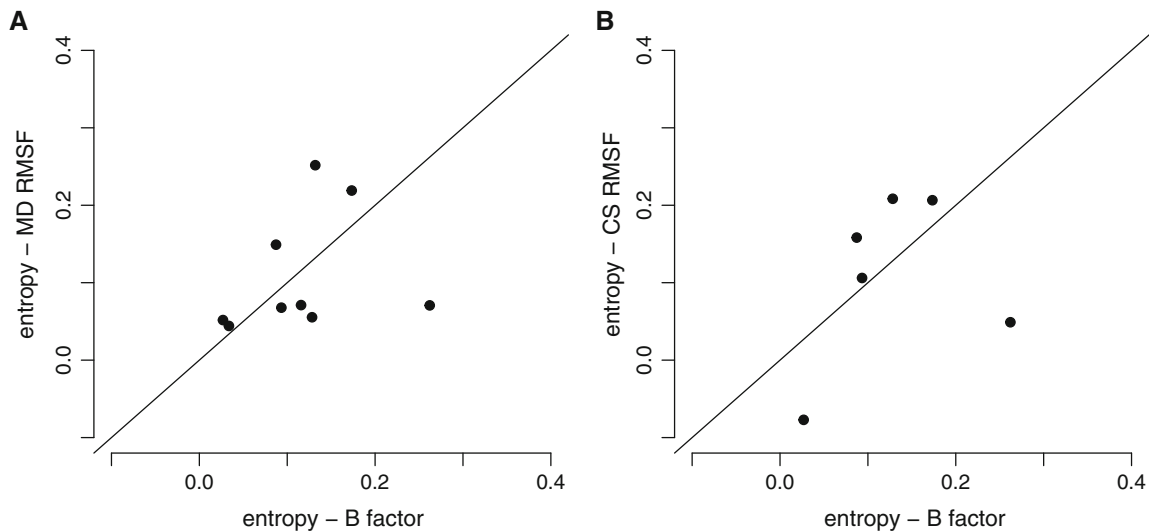 A
0.4
0.2
0.0
entropy – MD RMSF
0.0 0.2 0.4
entropy – B factor
B
0.4
0.2
0.0
entropy – CS RMSF
0.0 0.2 0.4
entropy – B factor